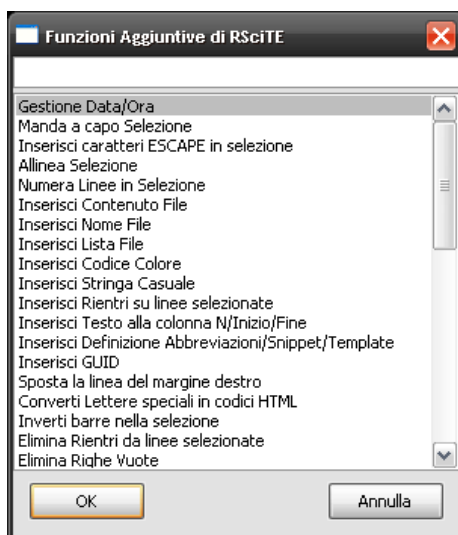 Funzioni Aggiuntive di RSciTE
Gestione Data/Ora
Manda a capo Selezione
Inserisci caratteri ESCAPE in selezione
Allinea Selezione
Numera Linee in Selezione
Inserisci Contenuto File
Inserisci Nome File
Inserisci Lista File
Inserisci Codice Colore
Inserisci Stringa Casuale
Inserisci Rientri su linee selezionate
Inserisci Testo alla colonna N/Inizio/Fine
Inserisci Definizione Abbreviazioni/Snippet/Template
Inserisci GUID
Sposta la linea del margine destro
Converti Lettere speciali in codici HTML
Inverti barre nella selezione
Elimina Rientri da linee selezionate
Elimina Righe Vuote
OK Annulla